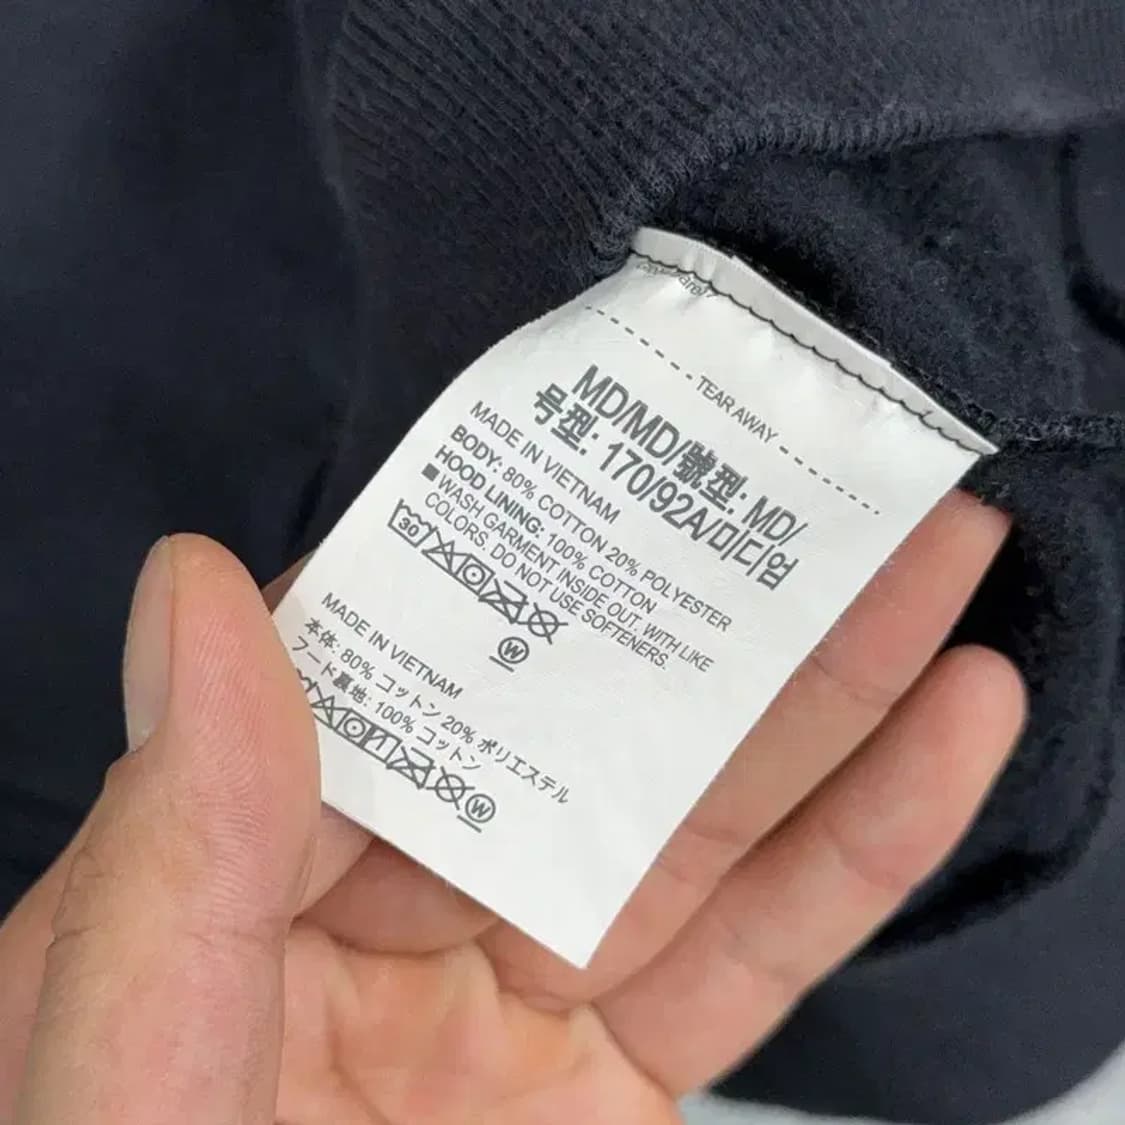 TEAR AWAY
MD/MD/號型: MD/
号型: 170/92A/미디엄
MADE IN VIETNAM
BODY: 80% COTTON 20% POLYESTER
HOOD LINING: 100% COTTON
■ WASH GARMENT INSIDE OUT. WITH LIKE
COLORS. DO NOT USE SOFTENERS.
30
W
MADE IN VIETNAM
本体: 80% コットン 20% ポリエステル
フード裏地: 100% コットン
W